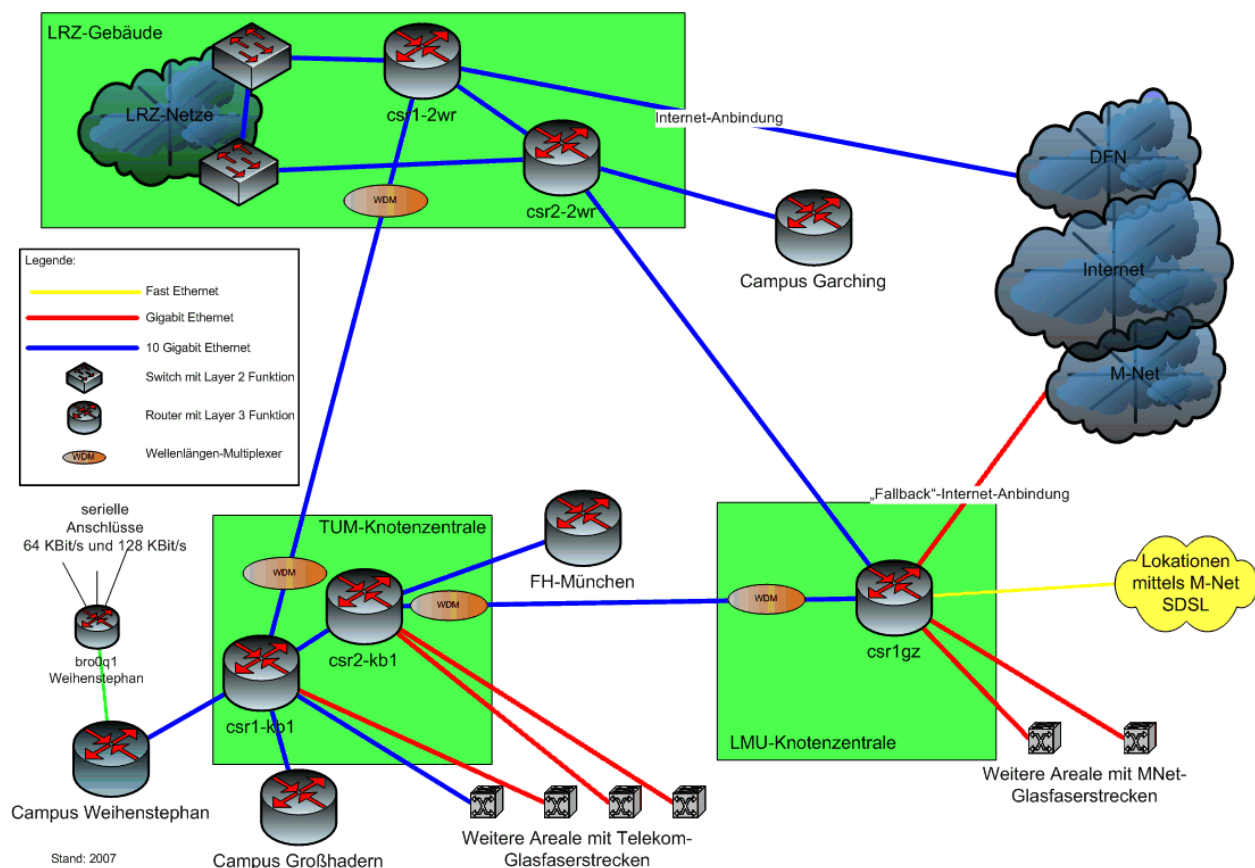 LRZ-Gebäude
LRZ-Netze
csr1-2wr
WDM
csr2-2wr
Internet-Anbindung
DFN
Internet
M-Net
Campus Garching
Legende:
Fast Ethernet
Gigabit Ethernet
10 Gigabit Ethernet
Switch mit Layer 2 Funktion
Router mit Layer 3 Funktion
WDM
Wellenlängen-Multiplexer
serielle
Anschlüsse
64 KBit/s und 128 KBit/s
bro0q1
Weihenstephan
Campus Weihenstephan
TUM-Knotenzentrale
WDM
csr2-kb1
csr1-kb1
WDM
FH-München
Campus Großhadern
Weitere Areale mit Telekom-
Glasfaserstrecken
„Fallback“-Internet-Anbindung
WDM
csr1gz
LMU-Knotenzentrale
Lokationen
mittels M-Net
SDSL
Weitere Areale mit MNet-
Glasfaserstrecken
Stand: 2007